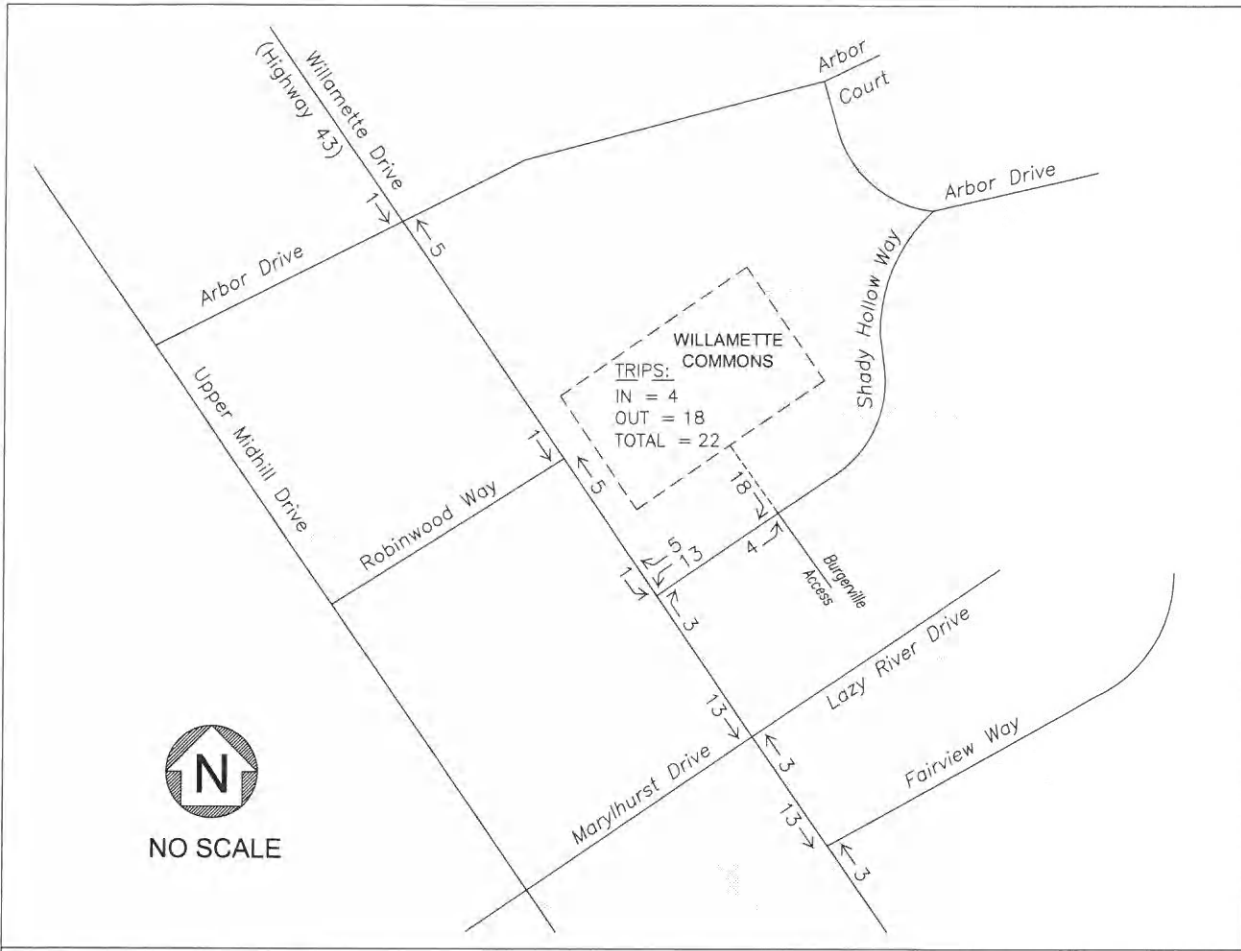 Willamette Drive
(Highway 43)
Arbor
Court
Arbor Drive
1
5
Arbor Drive
Shady Hollow Way
WILLAMETTE
COMMONS
TRIPS:
IN = 4
OUT = 18
TOTAL = 22
Upper Midhill Drive
1
5
Robinwood Way
18
4
Burgerville
Access
5
13
1
3
Lazy River Drive
13
3
Fairview Way
Marylhurst Drive
13
3
N
NO SCALE